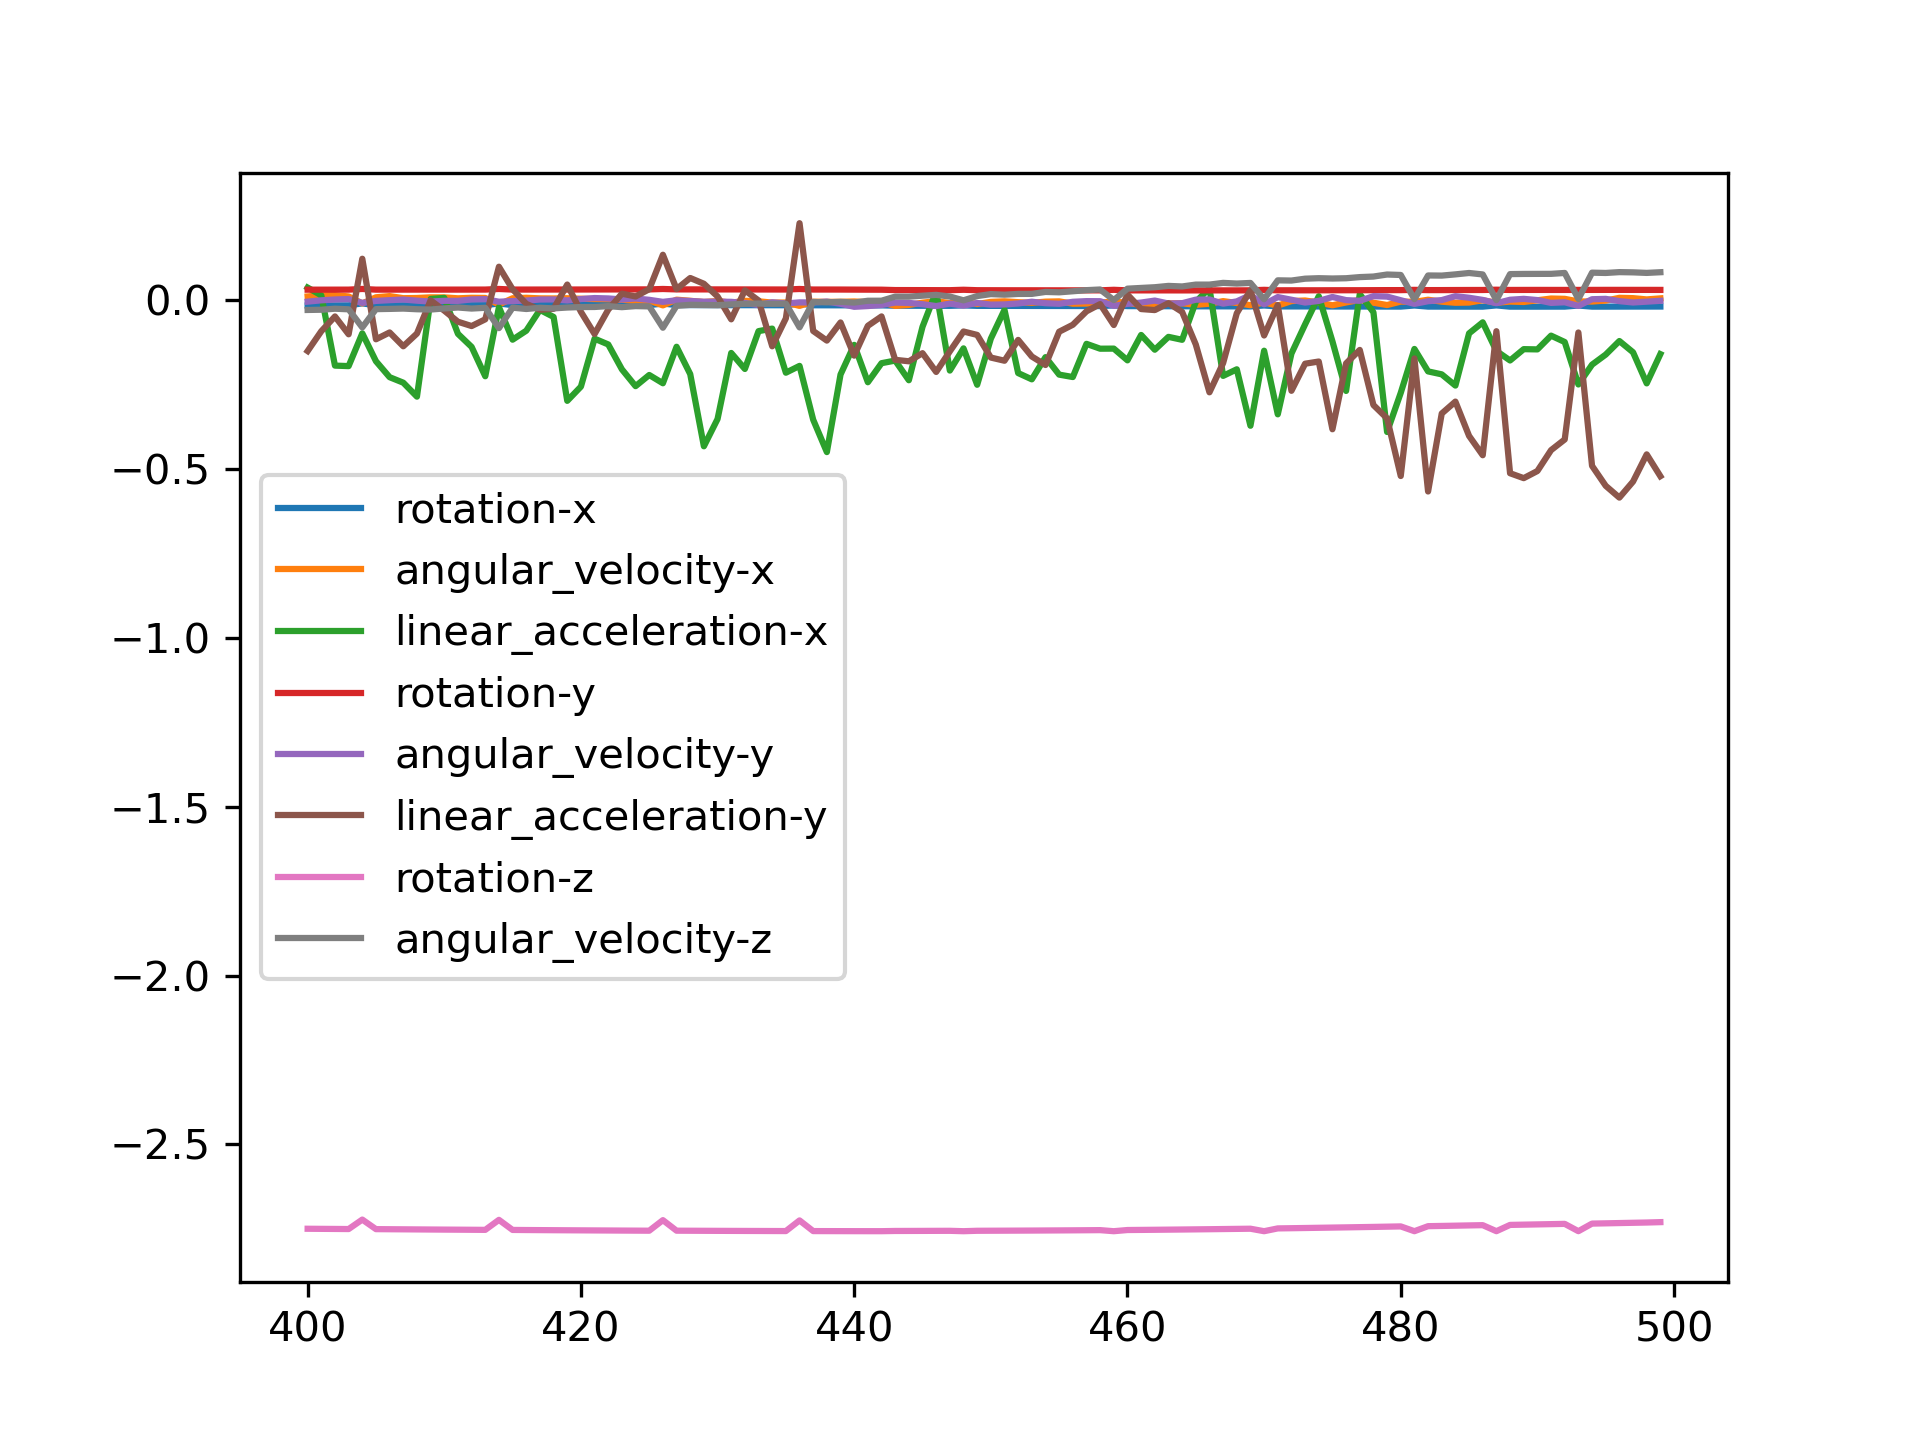 0.0
−0.5
−1.0
−1.5
−2.0
−2.5
rotation-x
angular_velocity-x
linear_acceleration-x
rotation-y
angular_velocity-y
linear_acceleration-y
rotation-z
angular_velocity-z
400 420 440 460 480 500